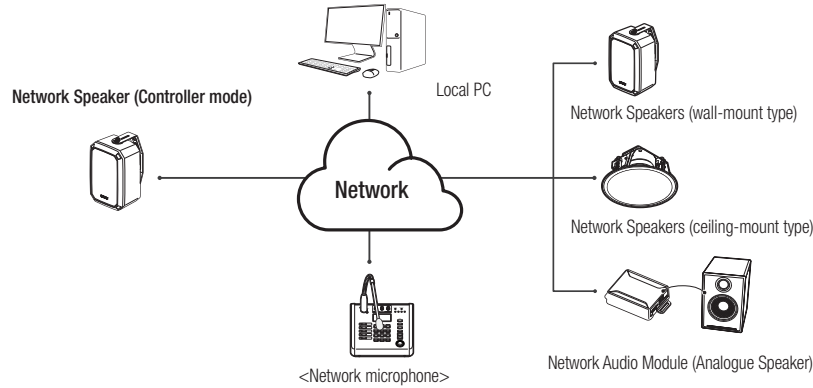 Local PC
Network Speaker (Controller mode)
Network Speakers (wall-mount type)
Network
Network Speakers (ceiling-mount type)
Network Audio Module (Analogue Speaker)
<Network microphone>